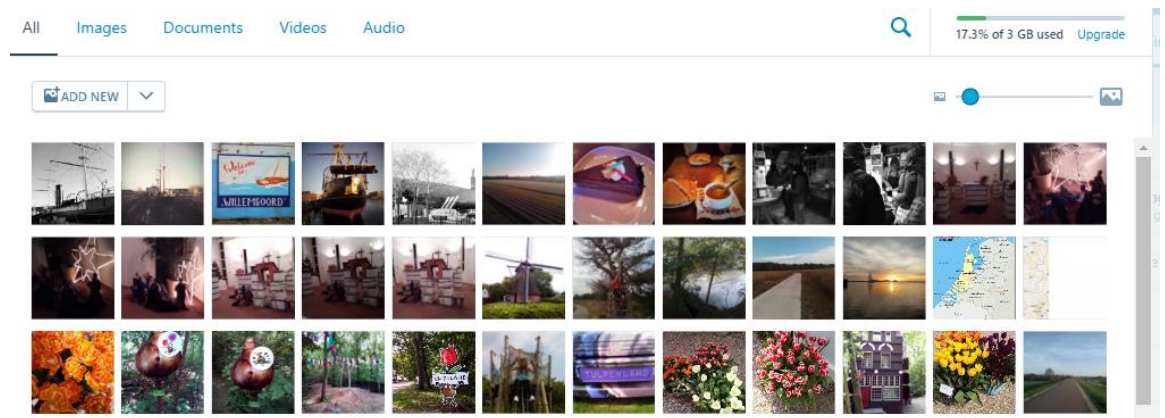 All Images Documents Videos Audio
17.3% of 3 GB used Upgrade
ADD NEW
Welcome
WILLEMSOORD
TULPENLAND